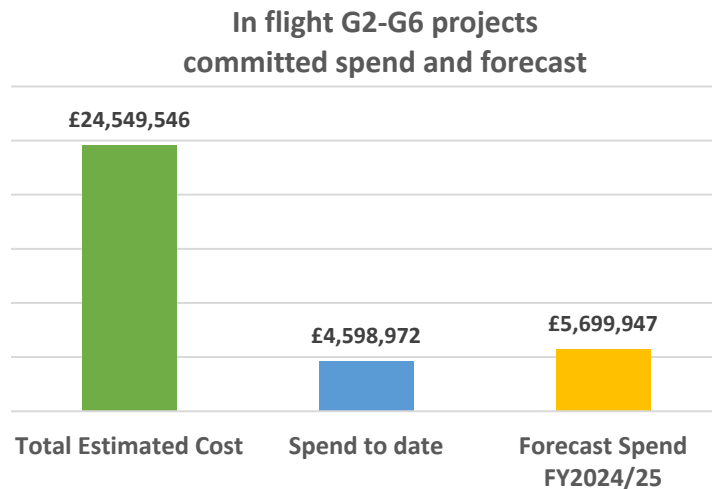 In flight G2-G6 projects
committed spend and forecast
£24,549,546
£4,598,972
£5,699,947
Total Estimated Cost
Spend to date
Forecast Spend
FY2024/25